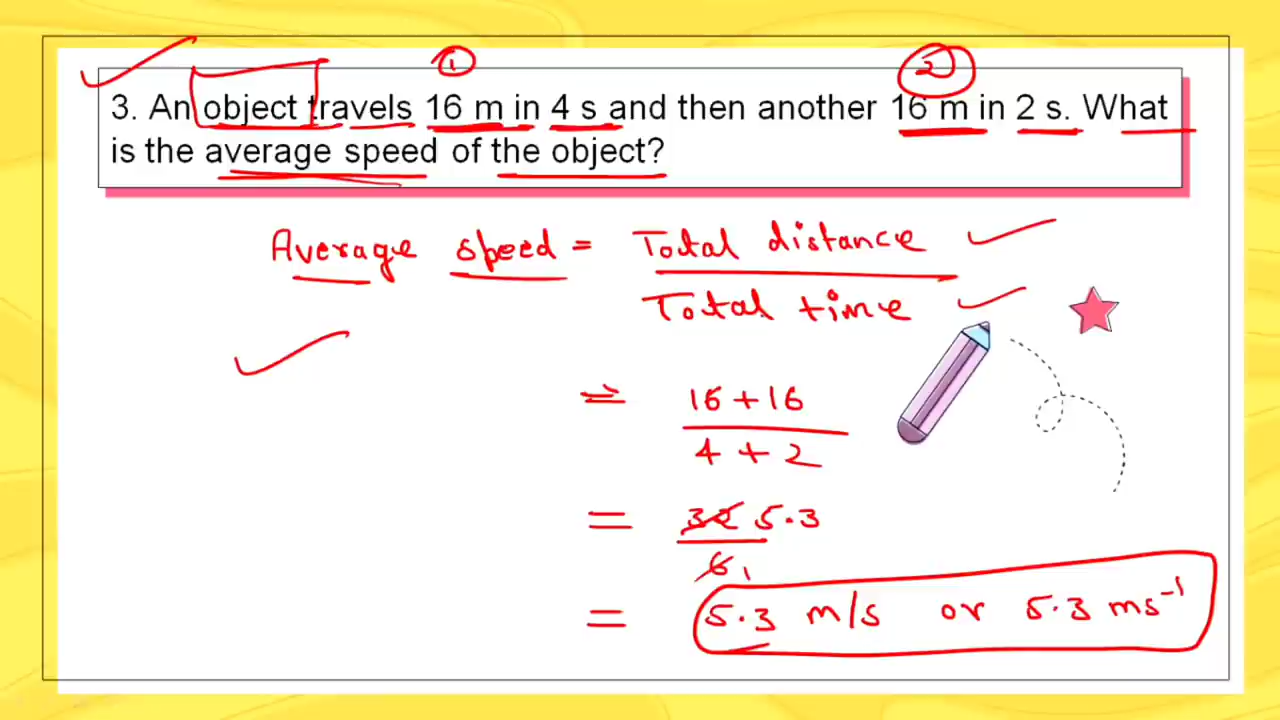 ① ②
3. An object travels 16 m in 4 s and then another 16 m in 2 s. What
is the average speed of the object?
Average speed = Total distance
Total time
= 16 + 16
4 + 2
= 32 5.3
6 1
= 5.3 m/s or 5.3 ms⁻¹